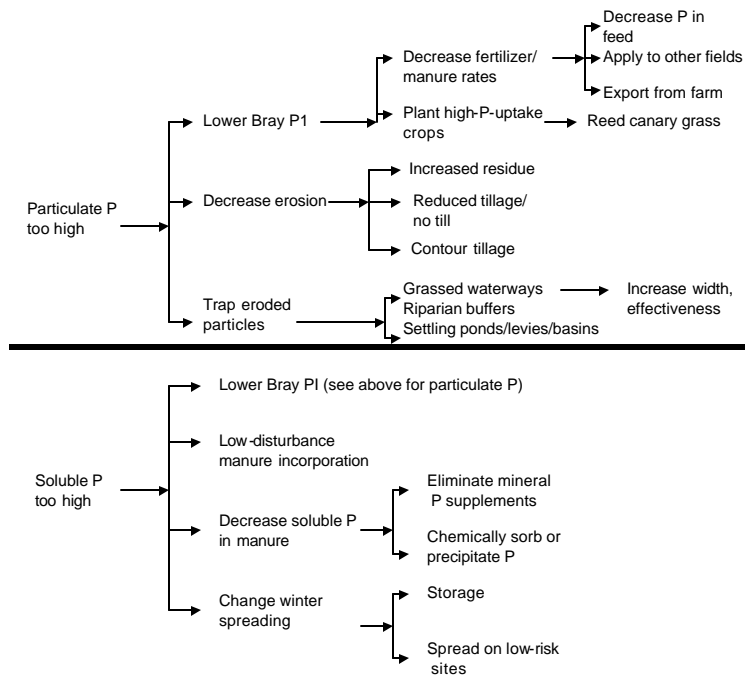 Decrease P in
feed
Decrease fertilizer/
manure rates
Apply to other fields
Export from farm
Lower Bray P1
Plant high-P-uptake
crops
Reed canary grass
Increased residue
Particulate P
too high
Decrease erosion
Reduced tillage/
no till
Contour tillage
Trap eroded
particles
Grassed waterways
Riparian buffers
Settling ponds/levies/basins
Increase width,
effectiveness
Lower Bray PI (see above for particulate P)
Low-disturbance
manure incorporation
Soluble P
too high
Decrease soluble P
in manure
Eliminate mineral
P supplements
Chemically sorb or
precipitate P
Change winter
spreading
Storage
Spread on low-risk
sites